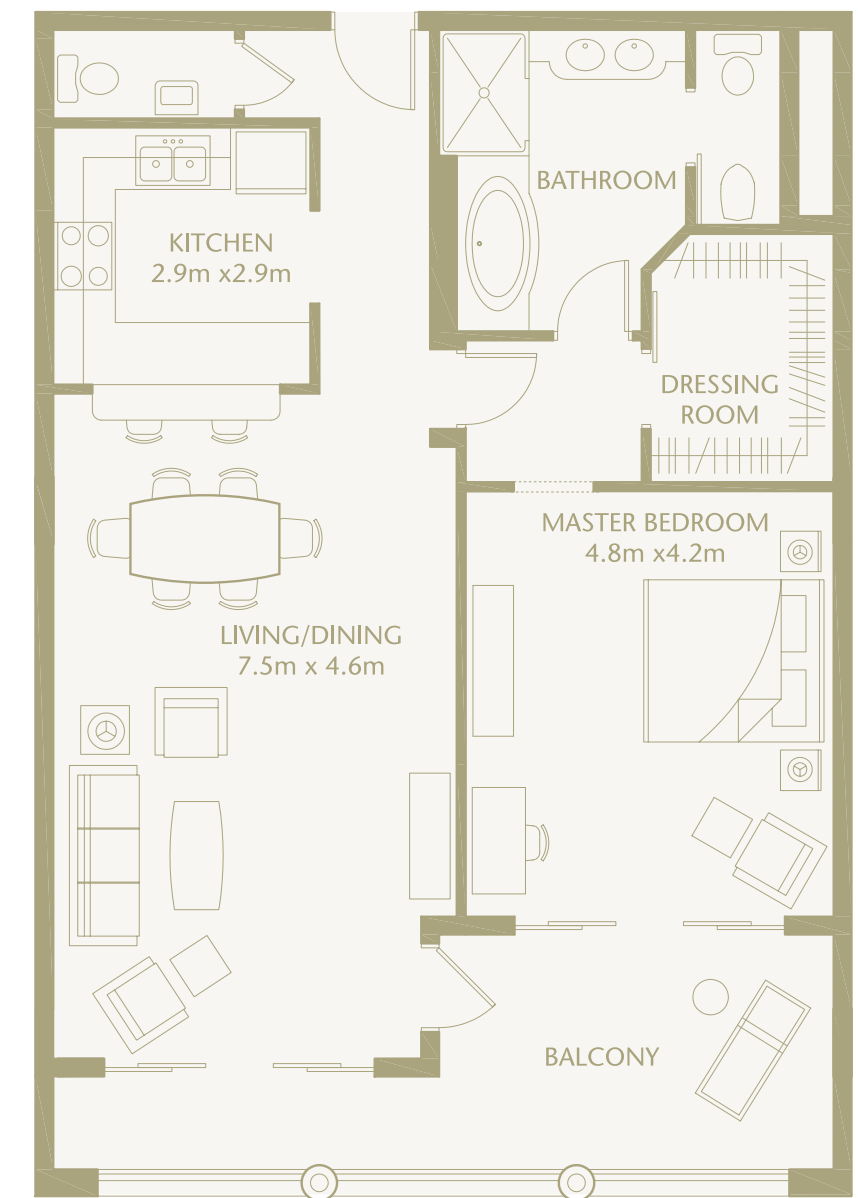 BATHROOM
KITCHEN
2.9m x2.9m
DRESSING
ROOM
MASTER BEDROOM
4.8m x4.2m
LIVING/DINING
7.5m x 4.6m
BALCONY